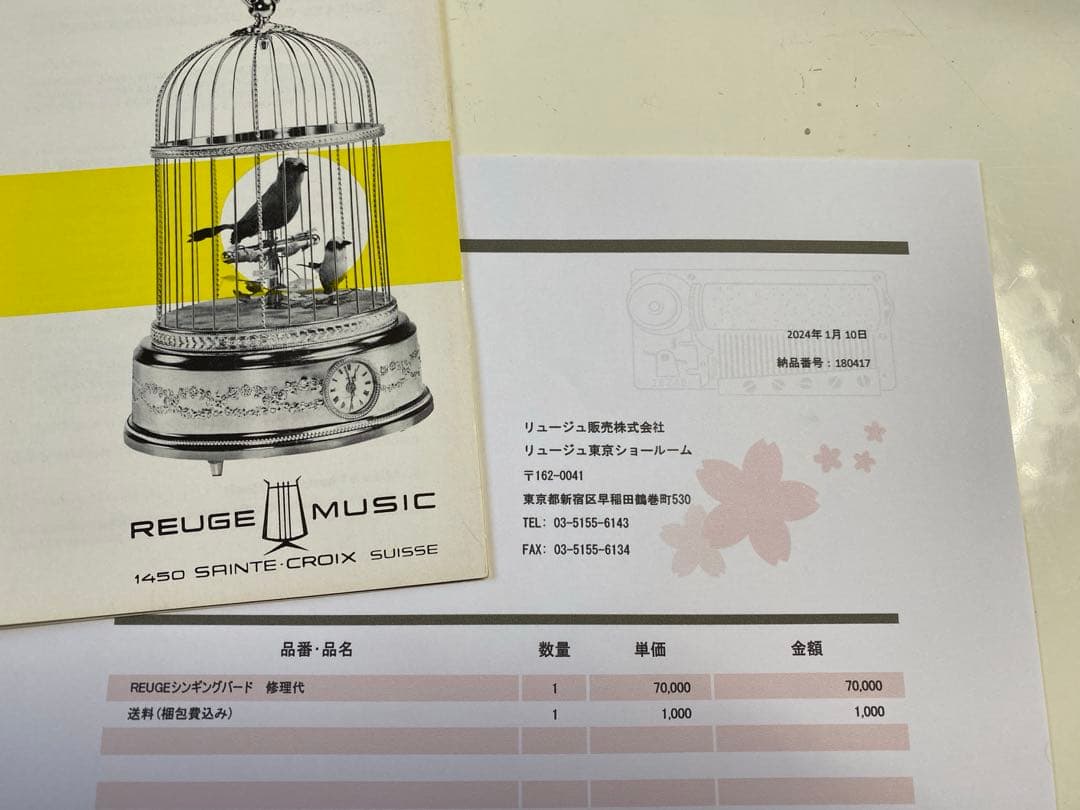 REUGE MUSIC
1450 SAINTE·CROIX SUISSE
2024年 1月 10日
納品番号：180417
リュージュ販売株式会社
リュージュ東京ショールーム
〒162-0041
東京都新宿区早稲田鶴巻町530
TEL: 03-5155-6143
FAX: 03-5155-6134
品番・品名 数量 単価 金額
REUGEシンギングバード 修理代 1 70,000 70,000
送料（梱包費込み） 1 1,000 1,000